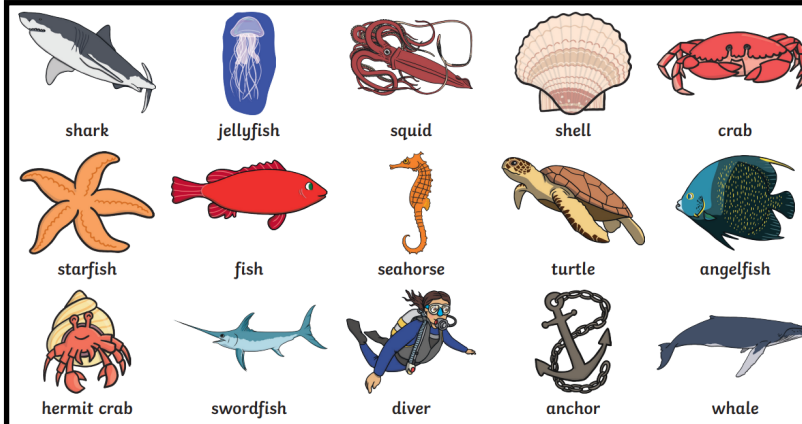 shark jellyfish squid shell crab
starfish fish seahorse turtle angelfish
hermit crab swordfish diver anchor whale